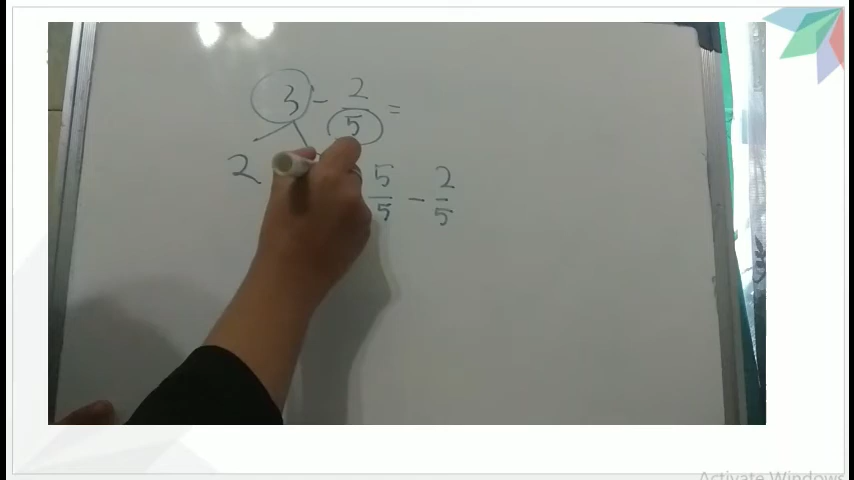 3 - 2/5 =
2 5/5 - 2/5
Activate Windows